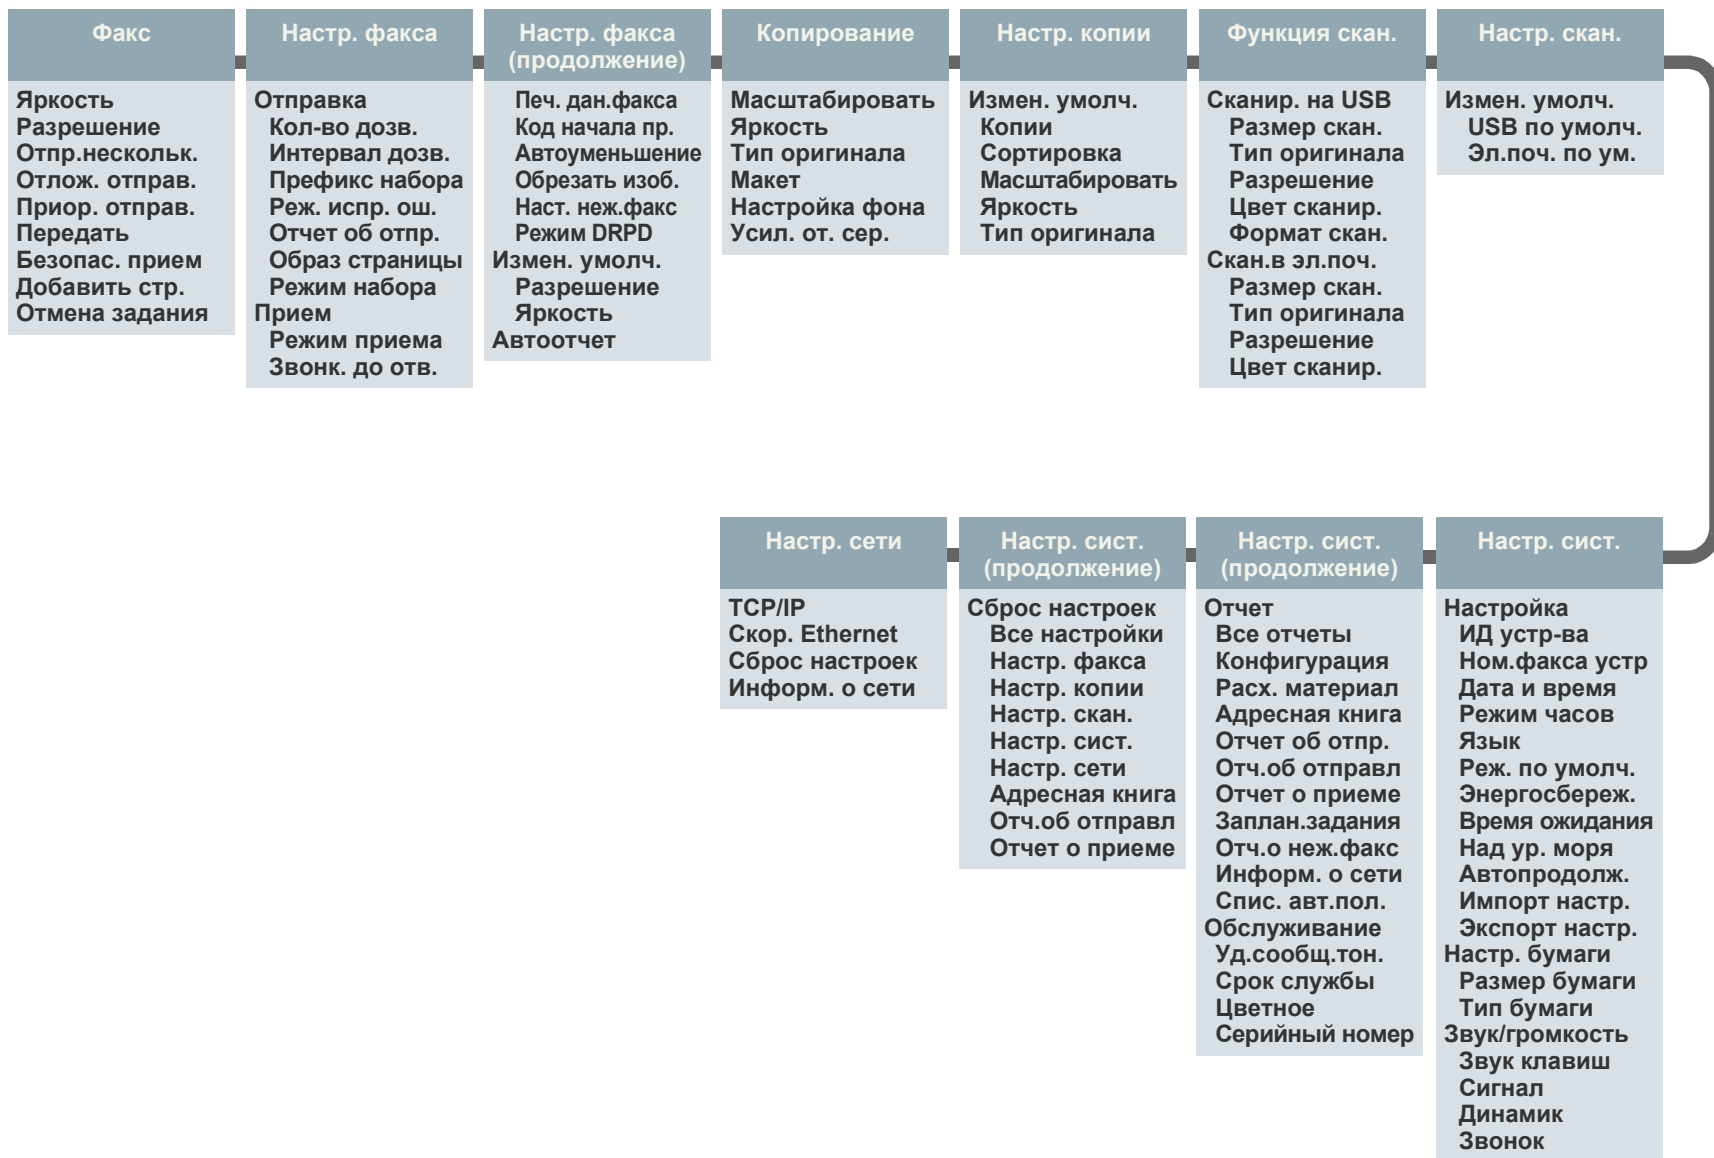 Факс
Яркость
Разрешение
Отпр.нескольк.
Отлож. отправ.
Приор. отправ.
Передать
Безопас. прием
Добавить стр.
Отмена задания
Настр. факса
Отправка
Кол-во дозв.
Интервал дозв.
Префикс набора
Реж. испр. ош.
Отчет об отпр.
Образ страницы
Режим набора
Прием
Режим приема
Звонк. до отв.
Настр. факса
(продолжение)
Печ. дан.факса
Код начала пр.
Автоуменьшение
Обрезать изоб.
Наст. неж.факс
Режим DRPD
Измен. умолч.
Разрешение
Яркость
Автоотчет
Копирование
Масштабировать
Яркость
Тип оригинала
Макет
Настройка фона
Усил. от. сер.
Настр. копии
Измен. умолч.
Копии
Сортировка
Масштабировать
Яркость
Тип оригинала
Функция скан.
Сканир. на USB
Размер скан.
Тип оригинала
Разрешение
Цвет сканир.
Формат скан.
Скан.в эл.поч.
Размер скан.
Тип оригинала
Разрешение
Цвет сканир.
Настр. скан.
Измен. умолч.
USB по умолч.
Эл.поч. по ум.
Настр. сети
TCP/IP
Скор. Ethernet
Сброс настроек
Информ. о сети
Настр. сист.
(продолжение)
Сброс настроек
Все настройки
Настр. факса
Настр. копии
Настр. скан.
Настр. сист.
Настр. сети
Адресная книга
Отч.об отправл
Отчет о приеме
Настр. сист.
(продолжение)
Отчет
Все отчеты
Конфигурация
Расх. материал
Адресная книга
Отчет об отпр.
Отч.об отправл
Отчет о приеме
Заплан.задания
Отч.о неж.факс
Информ. о сети
Спис. авт.пол.
Обслуживание
Уд.сообщ.тон.
Срок службы
Цветное
Серийный номер
Настр. сист.
Настройка
ИД устр-ва
Ном.факса устр
Дата и время
Режим часов
Язык
Реж. по умолч.
Энергосбереж.
Время ожидания
Над ур. моря
Автопродолж.
Импорт настр.
Экспорт настр.
Настр. бумаги
Размер бумаги
Тип бумаги
Звук/громкость
Звук клавиш
Сигнал
Динамик
Звонок